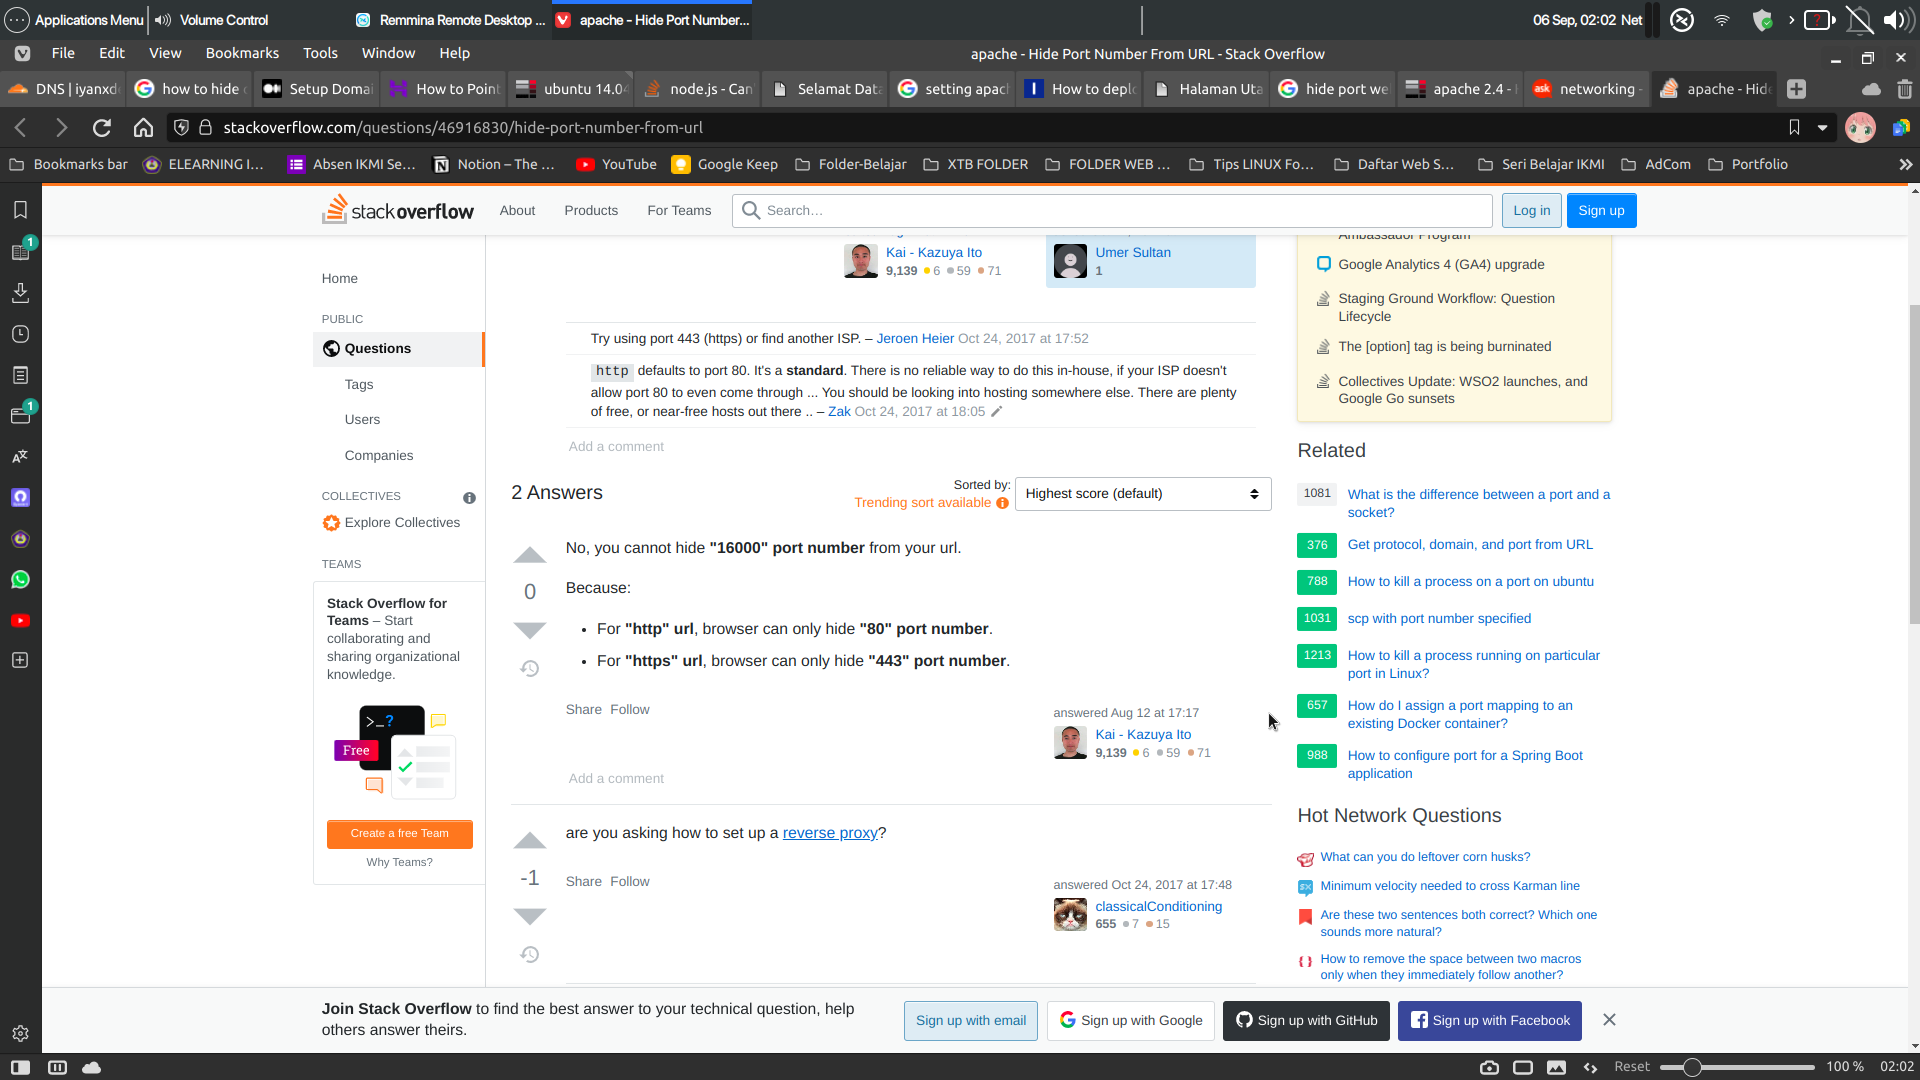 Applications Menu
Volume Control
Remmina Remote Desktop ...
apache - Hide Port Number...
06 Sep, 02:02 Net
File Edit View Bookmarks Tools Window Help
apache - Hide Port Number From URL - Stack Overflow
DNS | iyanxd
how to hide
Setup Domai
How to Point
ubuntu 14.04
node.js - Can
Selamat Data
setting apac
How to depl
Halaman Uta
hide port we
apache 2.4 -
ask networking -
apache - Hid
stackoverflow.com/questions/46916830/hide-port-number-from-url
Bookmarks bar
ELEARNING I...
Absen IKMI Se...
Notion – The ...
YouTube
Google Keep
Folder-Belajar
XTB FOLDER
FOLDER WEB ...
Tips LINUX Fo...
Daftar Web S...
Seri Belajar IKMI
AdCom
Portfolio
stackoverflow
About
Products
For Teams
Search…
Log in
Sign up
Home
PUBLIC
Questions
Tags
Users
Companies
COLLECTIVES
Explore Collectives
TEAMS
Stack Overflow for
Teams – Start
collaborating and
sharing organizational
knowledge.
>_?
Free
Create a free Team
Why Teams?
Kai - Kazuya Ito
9,139 6 59 71
Umer Sultan
1
Try using port 443 (https) or find another ISP. – Jeroen Heier Oct 24, 2017 at 17:52
http defaults to port 80. It's a standard. There is no reliable way to do this in-house, if your ISP doesn't
allow port 80 to even come through ... You should be looking into hosting somewhere else. There are plenty
of free, or near-free hosts out there .. – Zak Oct 24, 2017 at 18:05
Add a comment
2 Answers
Sorted by:
Trending sort available
Highest score (default)
No, you cannot hide "16000" port number from your url.
0
Because:
• For "http" url, browser can only hide "80" port number.
• For "https" url, browser can only hide "443" port number.
Share Follow
answered Aug 12 at 17:17
Kai - Kazuya Ito
9,139 6 59 71
Add a comment
are you asking how to set up a reverse proxy?
-1
Share Follow
answered Oct 24, 2017 at 17:48
classicalConditioning
655 7 15
Ambassador Program
Google Analytics 4 (GA4) upgrade
Staging Ground Workflow: Question
Lifecycle
The [option] tag is being burninated
Collectives Update: WSO2 launches, and
Google Go sunsets
Related
1081 What is the difference between a port and a
socket?
376 Get protocol, domain, and port from URL
788 How to kill a process on a port on ubuntu
1031 scp with port number specified
1213 How to kill a process running on particular
port in Linux?
657 How do I assign a port mapping to an
existing Docker container?
988 How to configure port for a Spring Boot
application
Hot Network Questions
What can you do leftover corn husks?
Minimum velocity needed to cross Karman line
Are these two sentences both correct? Which one
sounds more natural?
How to remove the space between two macros
only when they immediately follow another?
Join Stack Overflow to find the best answer to your technical question, help
others answer theirs.
Sign up with email
Sign up with Google
Sign up with GitHub
Sign up with Facebook
Reset
100 %
02:02